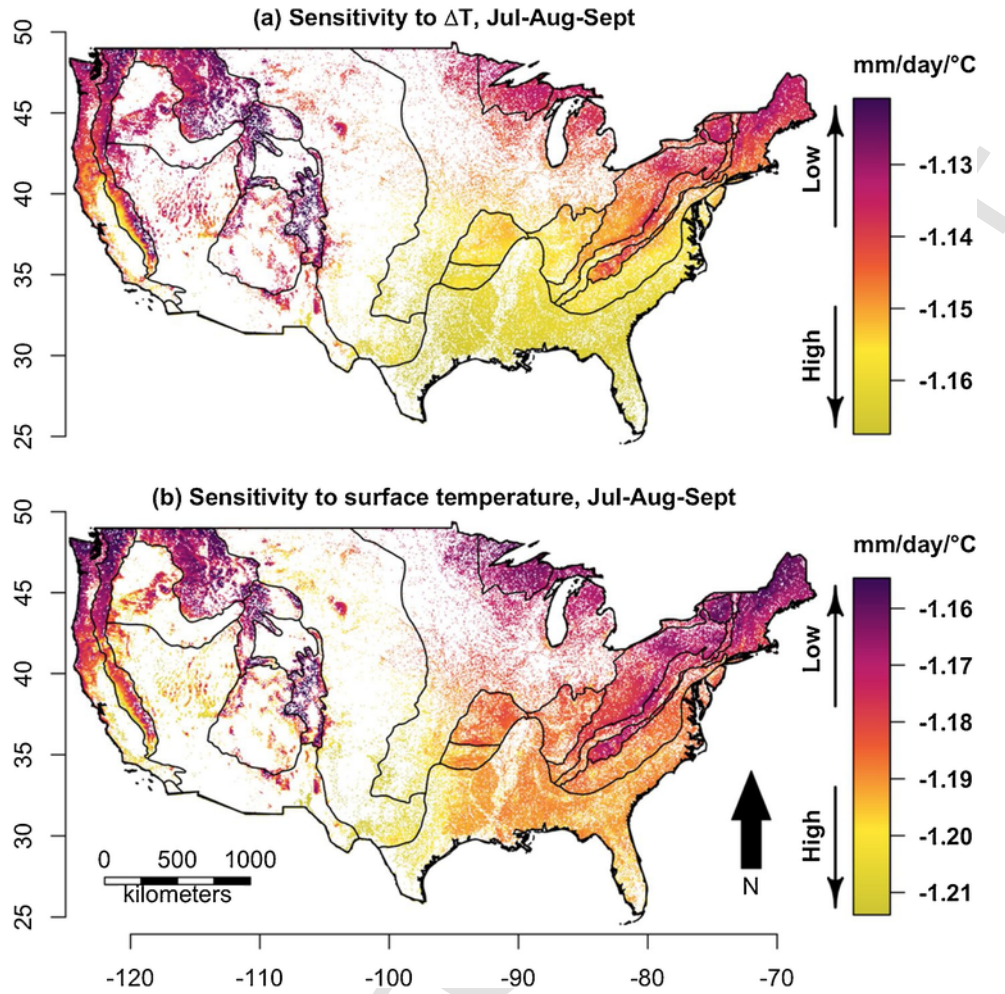 (a) Sensitivity to ΔT, Jul-Aug-Sept
50
45
40
35
30
25
mm/day/°C
Low
High
-1.13
-1.14
-1.15
-1.16
(b) Sensitivity to surface temperature, Jul-Aug-Sept
50
45
40
35
30
25
mm/day/°C
Low
High
-1.16
-1.17
-1.18
-1.19
-1.20
-1.21
0 500 1000
kilometers
N
-120 -110 -100 -90 -80 -70